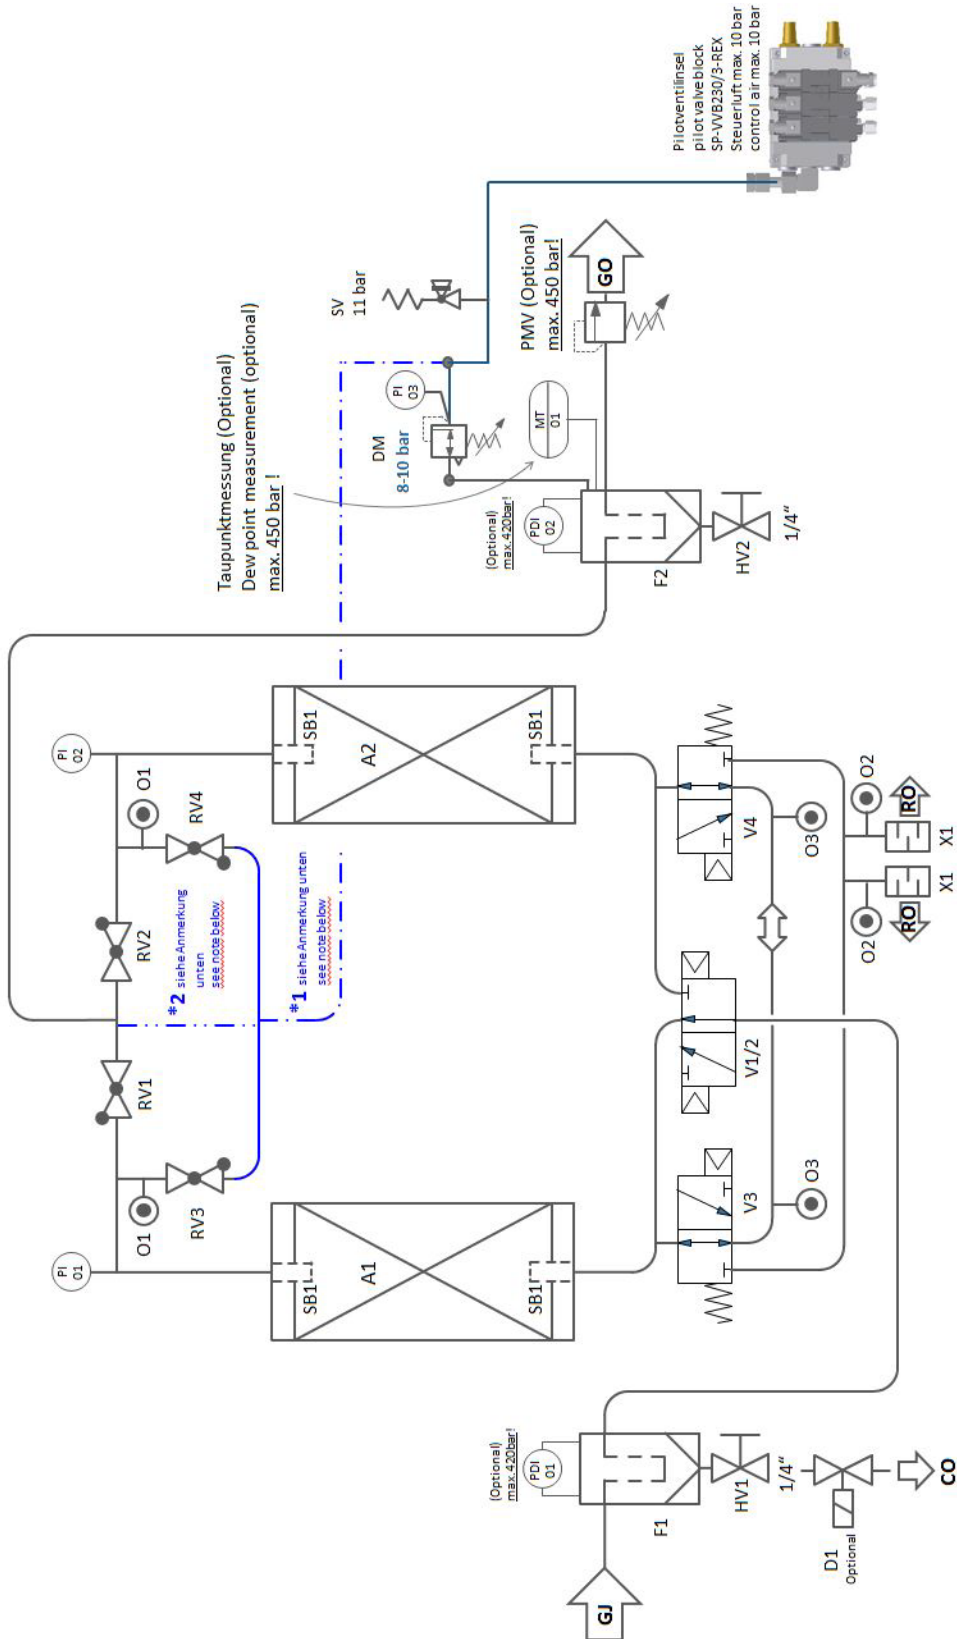 Pilotventilinsel
pilot valve block
SP-VVB230/3-REX
Steuerluft max. 10 bar
control air max. 10 bar
SV
11 bar
PMV (Optional)
max. 450 bar!
GO
Taupunktmessung (Optional)
Dew point measurement (optional)
max. 450 bar !
PI
03
DM
8-10 bar
MT
01
(Optional)
max. 420bar!
PDI
02
F2
HV2
1/4“
PI
02
O1
RV4
RV2
SB1
A2
SB1
*2 siehe Anmerkung
unten
see note below
*1 siehe Anmerkung unten
see note below
V4
O3
O2
RO
X1
RO
O2
X1
V1/2
RV1
RV3
O1
PI
01
SB1
A1
SB1
V3
O3
(Optional)
max. 420bar!
PDI
01
F1
HV1
1/4“
GJ
D1
Optional
CO